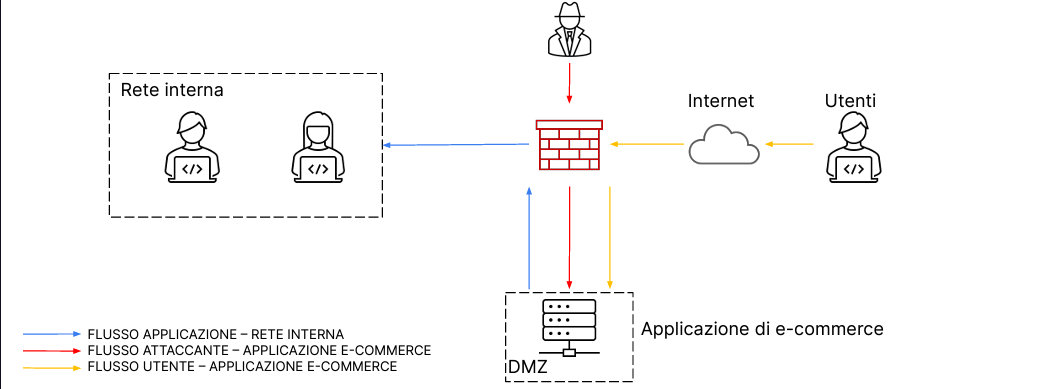 Rete interna
Internet
Utenti
Applicazione di e-commerce
DMZ
FLUSSO APPLICAZIONE – RETE INTERNA
FLUSSO ATTACCANTE – APPLICAZIONE E-COMMERCE
FLUSSO UTENTE – APPLICAZIONE E-COMMERCE